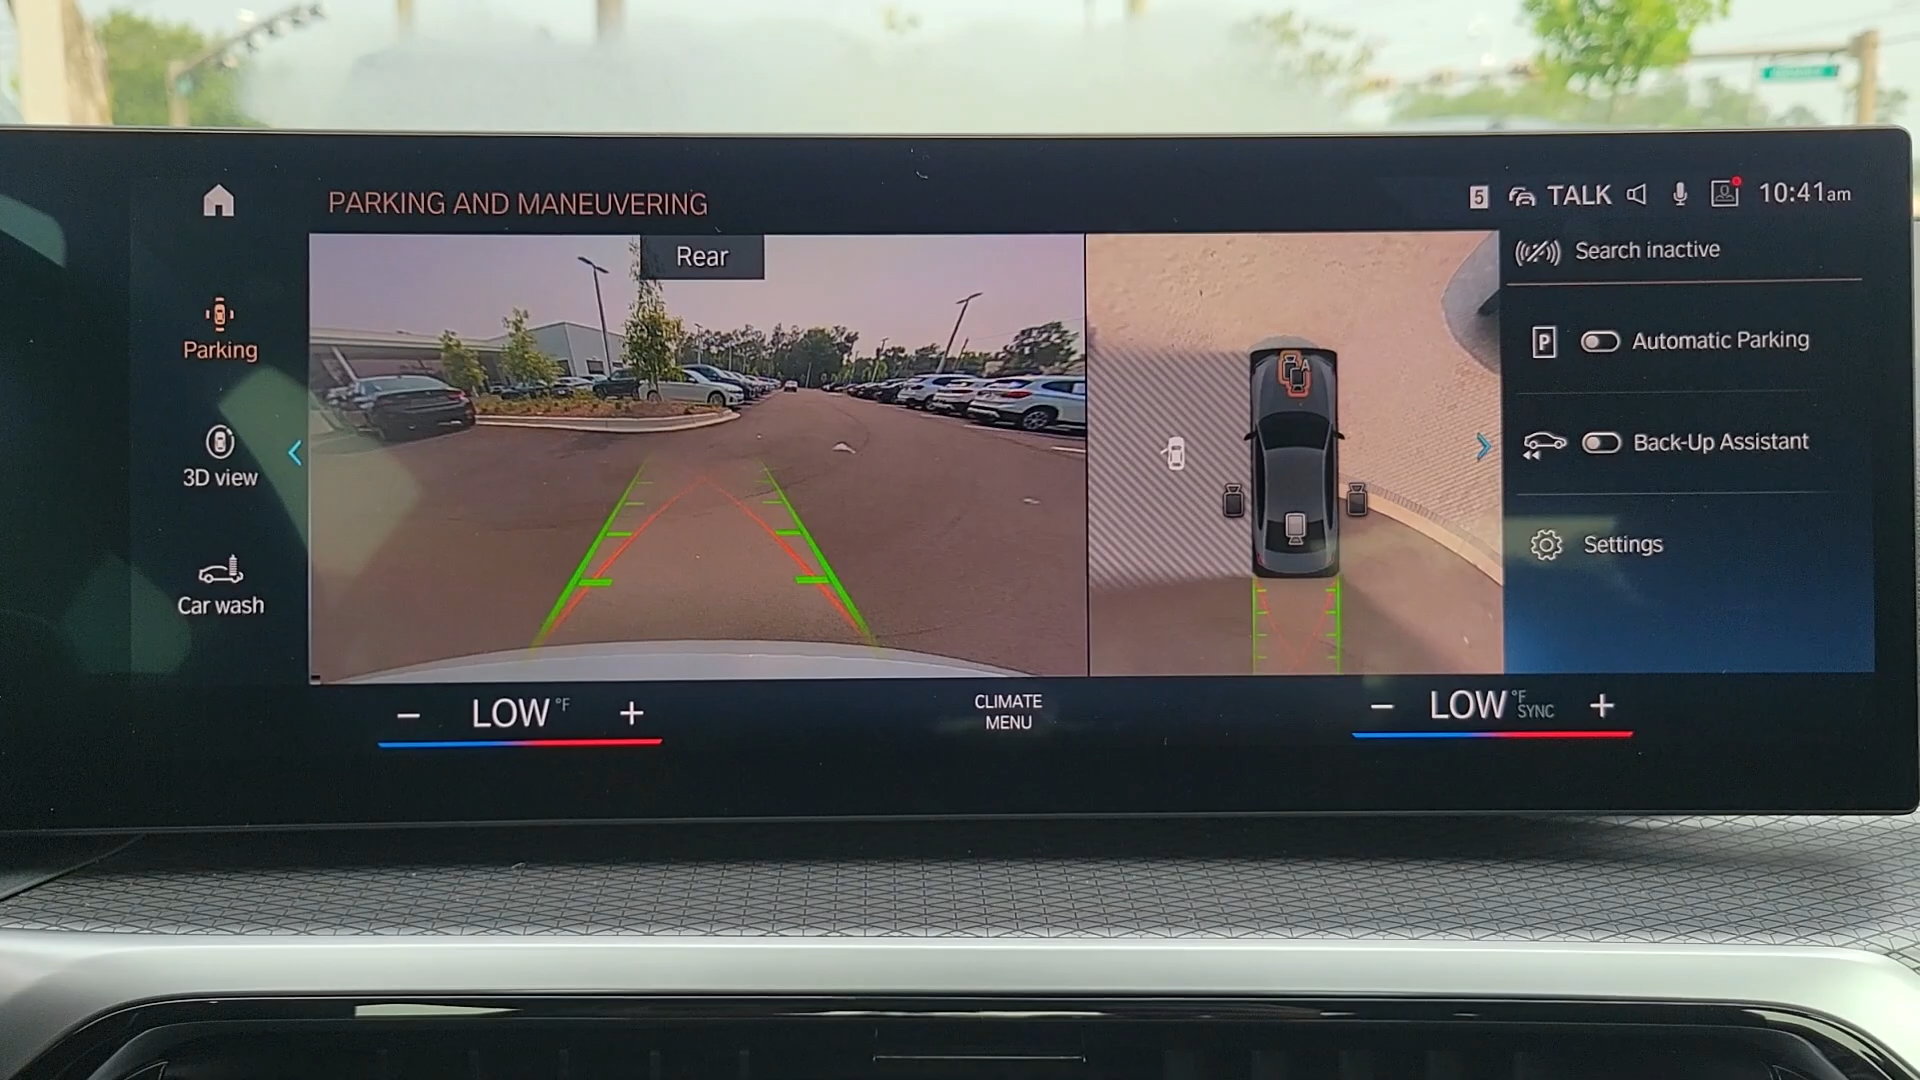 PARKING AND MANEUVERING
5 TALK 10:41am
Rear
Search inactive
Parking
P Automatic Parking
A
3D view
Back-Up Assistant
Settings
Car wash
− LOW °F +
CLIMATE
MENU
− LOW °F SYNC +